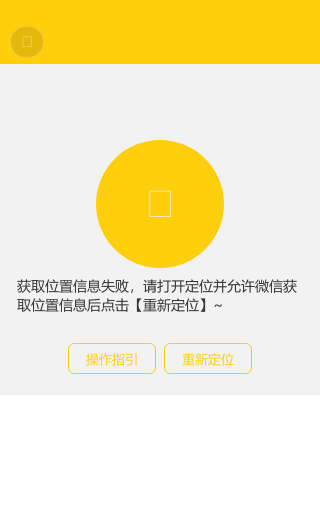 获取位置信息失败，请打开定位并允许微信获
取位置信息后点击【重新定位】~
操作指引
重新定位